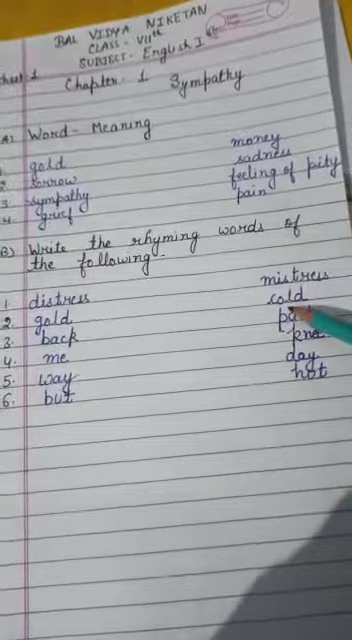 BAL VIDYA NIKETAN
CLASS - VIIth
SUBJECT - English I
Chapter - 1 Sympathy
A) Word - Meaning
1. gold money
2. sorrow sadness
3. sympathy feeling of pity
4. grief pain
B) Write the rhyming words of
the following.
1. distress mistress
2. gold cold
3. back
4. me
5. way day
6. but hot